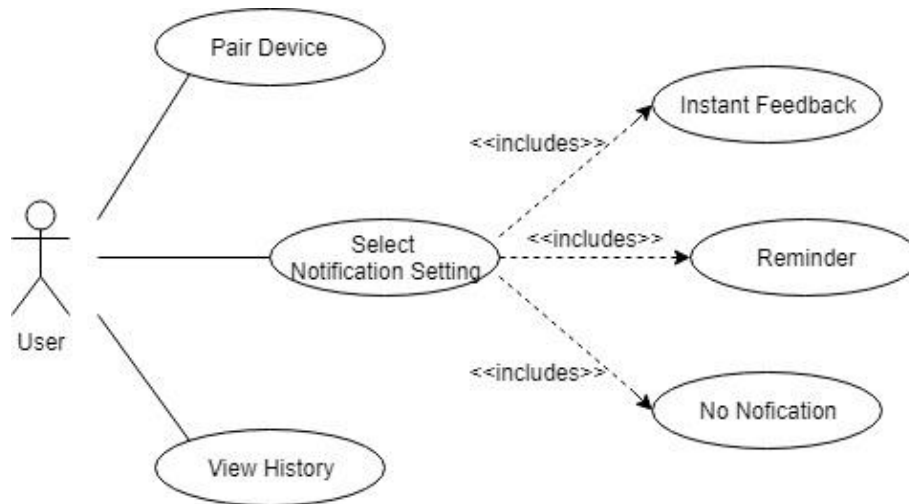 Pair Device
Instant Feedback
<<includes>>
Select
Notification Setting
<<includes>>
Reminder
User
<<includes>>
No Nofication
View History